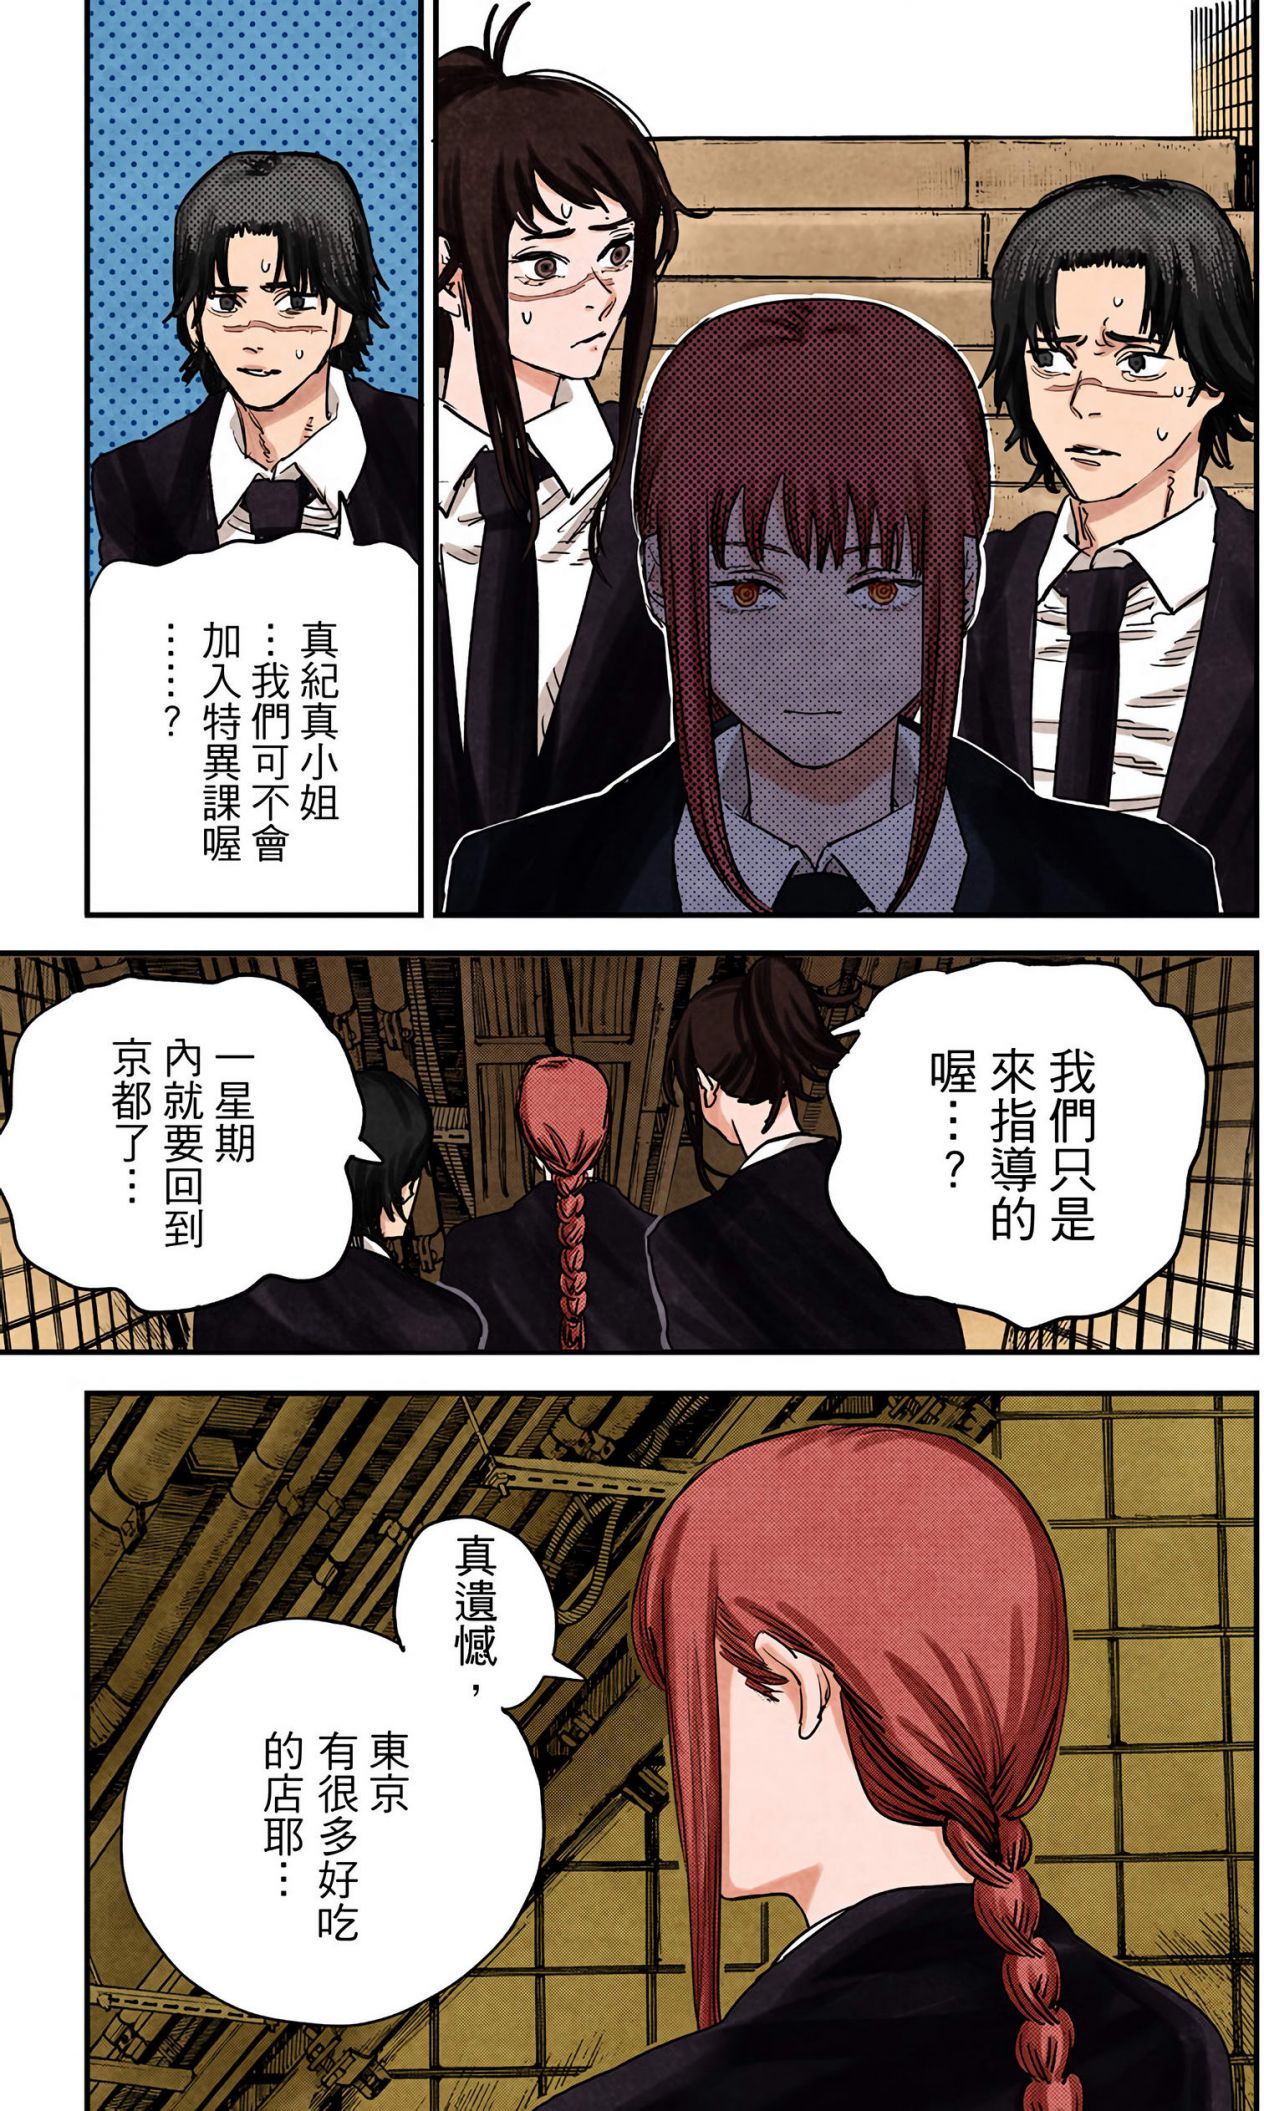 真紀真小姐
…我們可不會
加入特異課喔
……？
我們只是
來指導的
喔…？
一星期
內就要回到
京都了…
真遺憾，
東京
有很多好吃
的店耶…